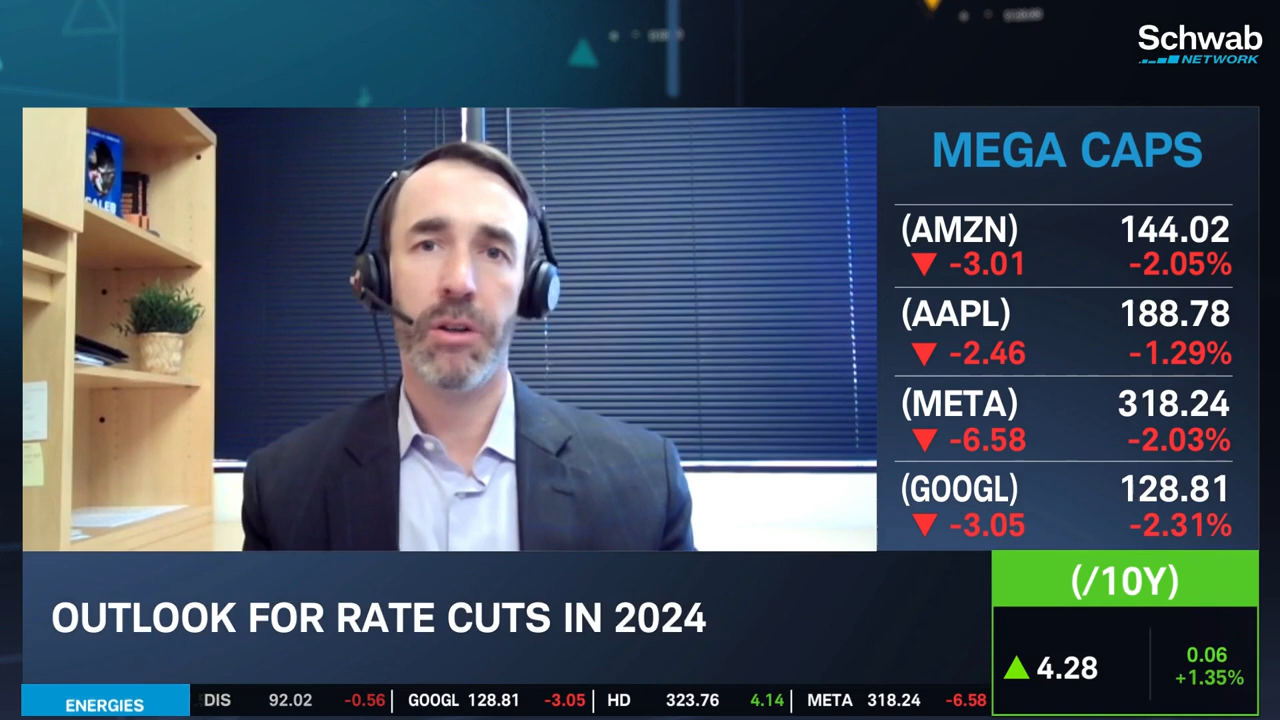 Schwab
NETWORK
CALEB
MEGA CAPS
(AMZN) 144.02
▼ -3.01 -2.05%
(AAPL) 188.78
▼ -2.46 -1.29%
(META) 318.24
▼ -6.58 -2.03%
(GOOGL) 128.81
▼ -3.05 -2.31%
OUTLOOK FOR RATE CUTS IN 2024
(/10Y)
▲ 4.28 0.06
+1.35%
ENERGIES
DIS 92.02 -0.56 | GOOGL 128.81 -3.05 | HD 323.76 4.14 | META 318.24 -6.58